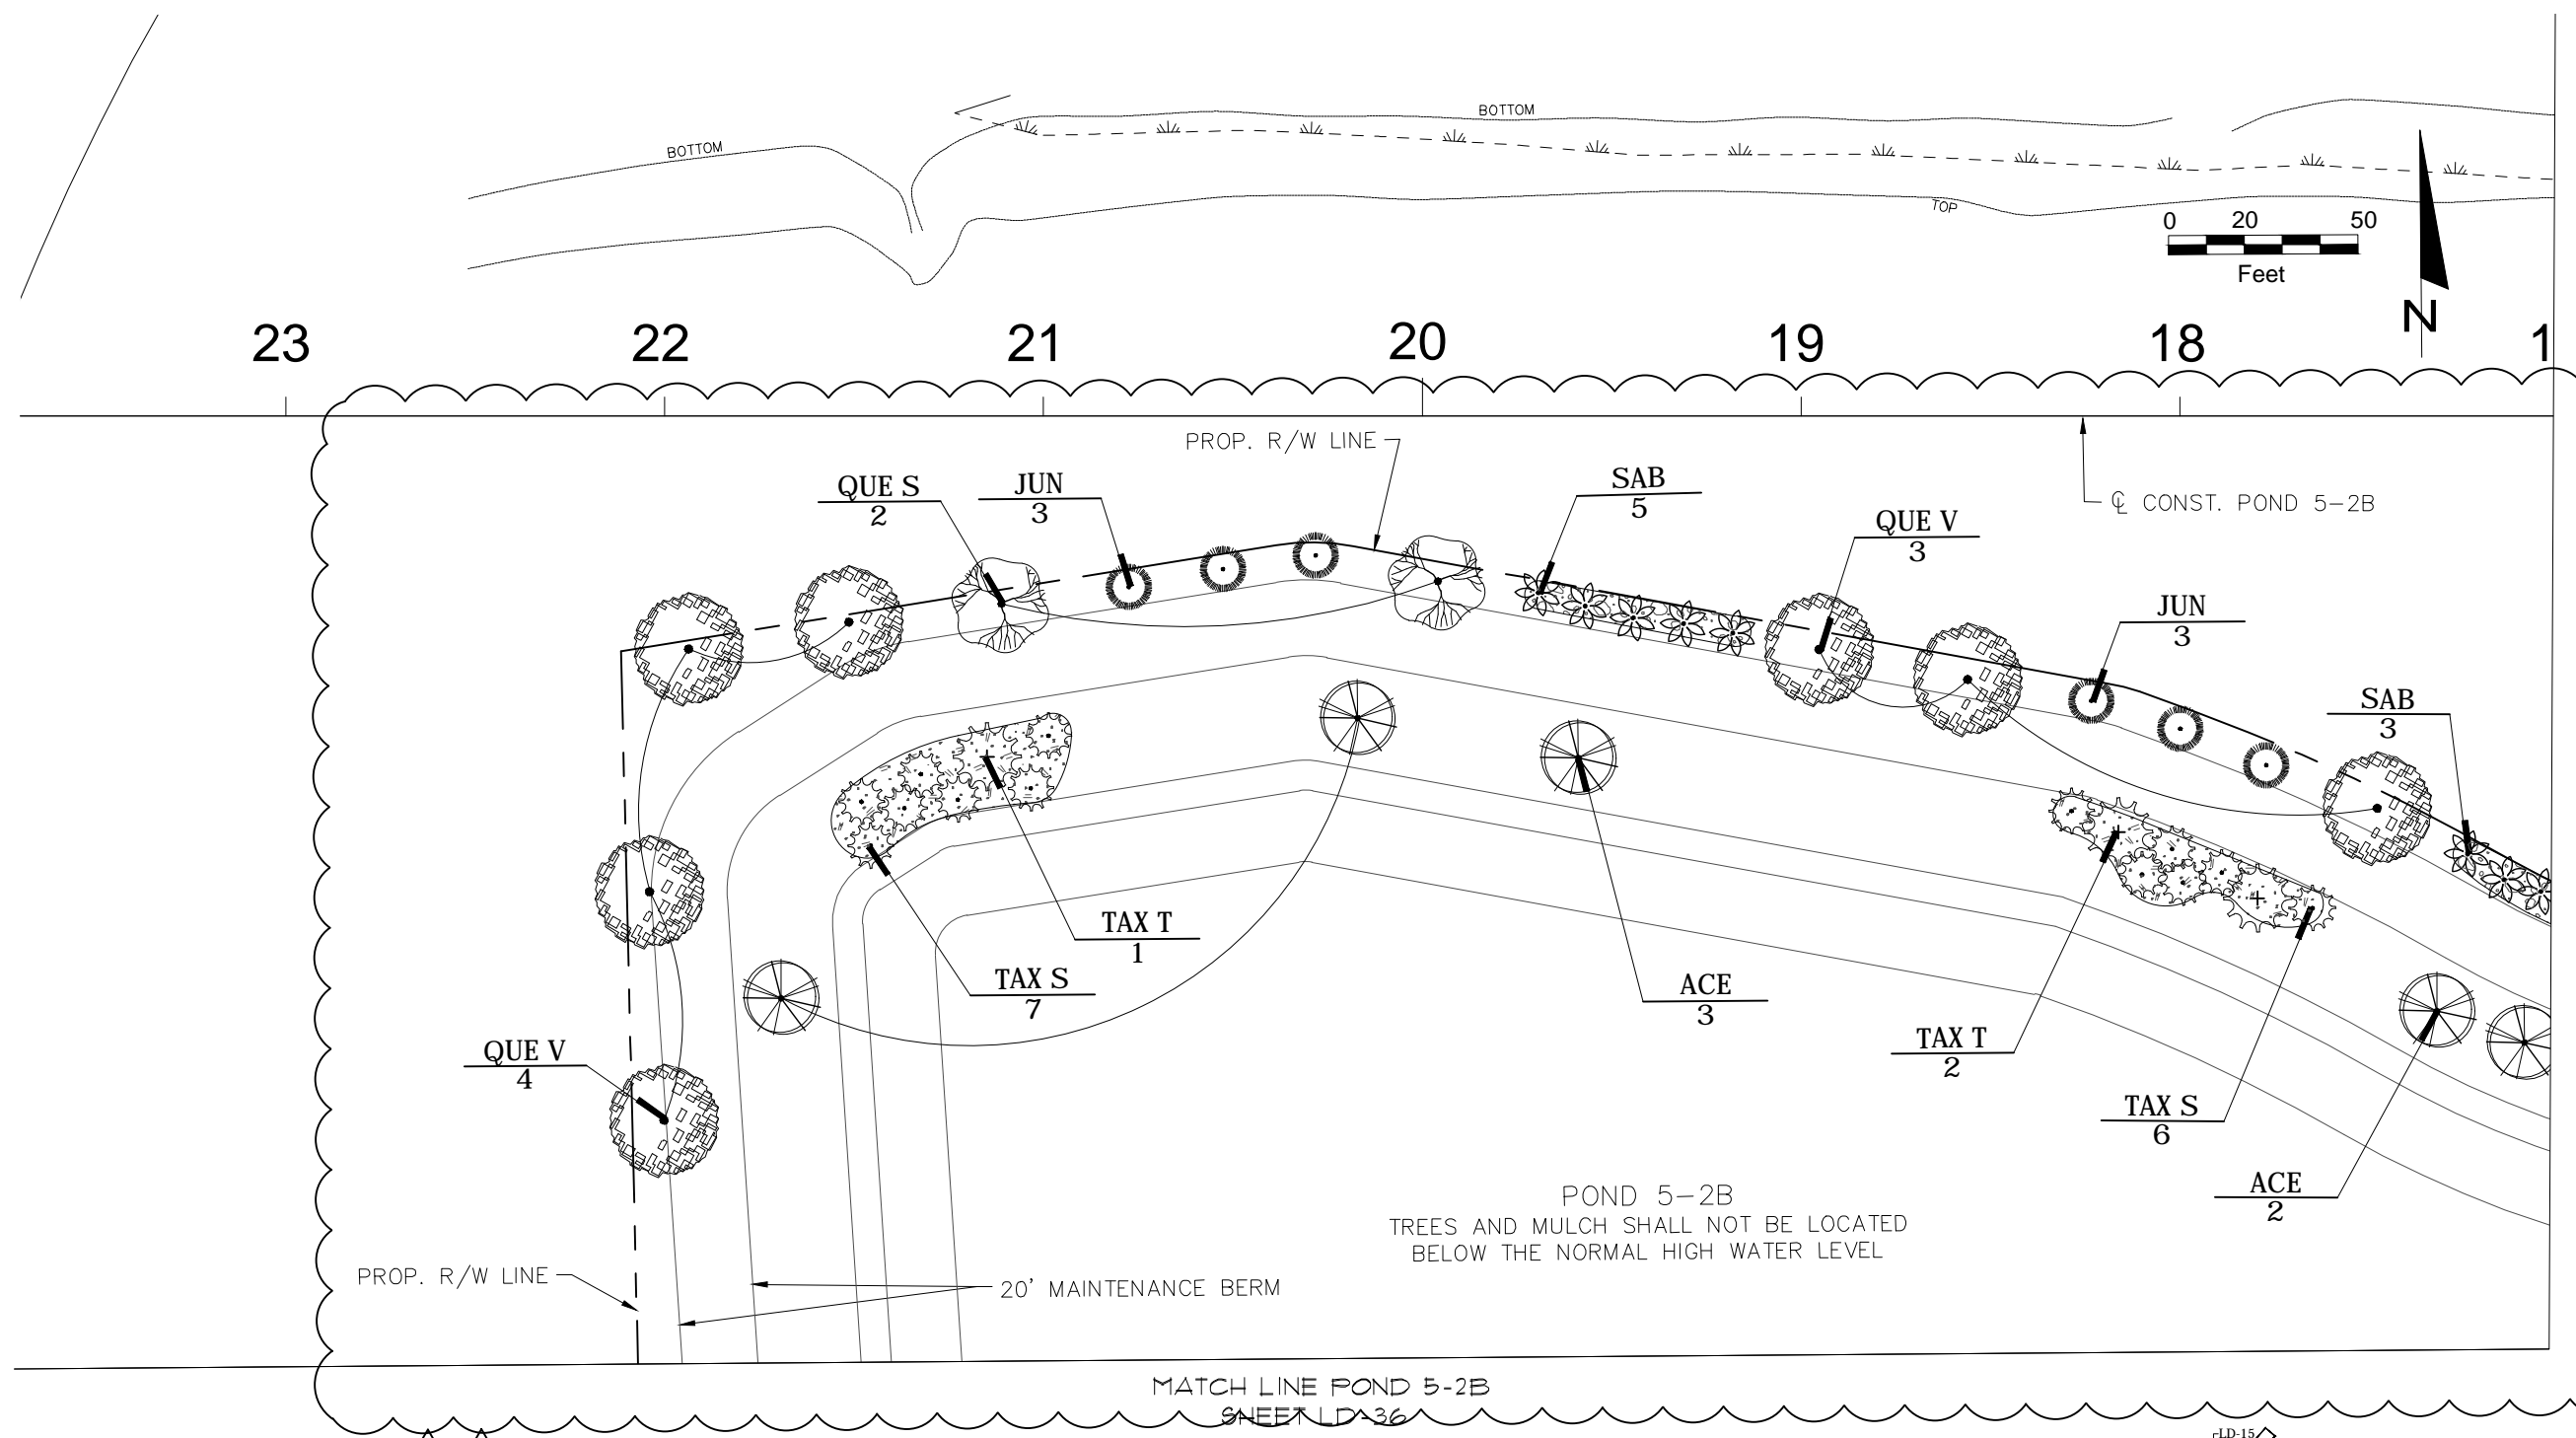 BOTTOM
BOTTOM
TOP
0 20 50
Feet
N
23 22 21 20 19 18 1
PROP. R/W LINE
℄ CONST. POND 5-2B
QUE S
2
JUN
3
SAB
5
QUE V
3
JUN
3
SAB
3
TAX T
1
TAX S
7
ACE
3
TAX T
2
QUE V
4
TAX S
6
ACE
2
POND 5-2B
TREES AND MULCH SHALL NOT BE LOCATED
BELOW THE NORMAL HIGH WATER LEVEL
PROP. R/W LINE
20' MAINTENANCE BERM
MATCH LINE POND 5-2B
SHEET LD-36
LD-15